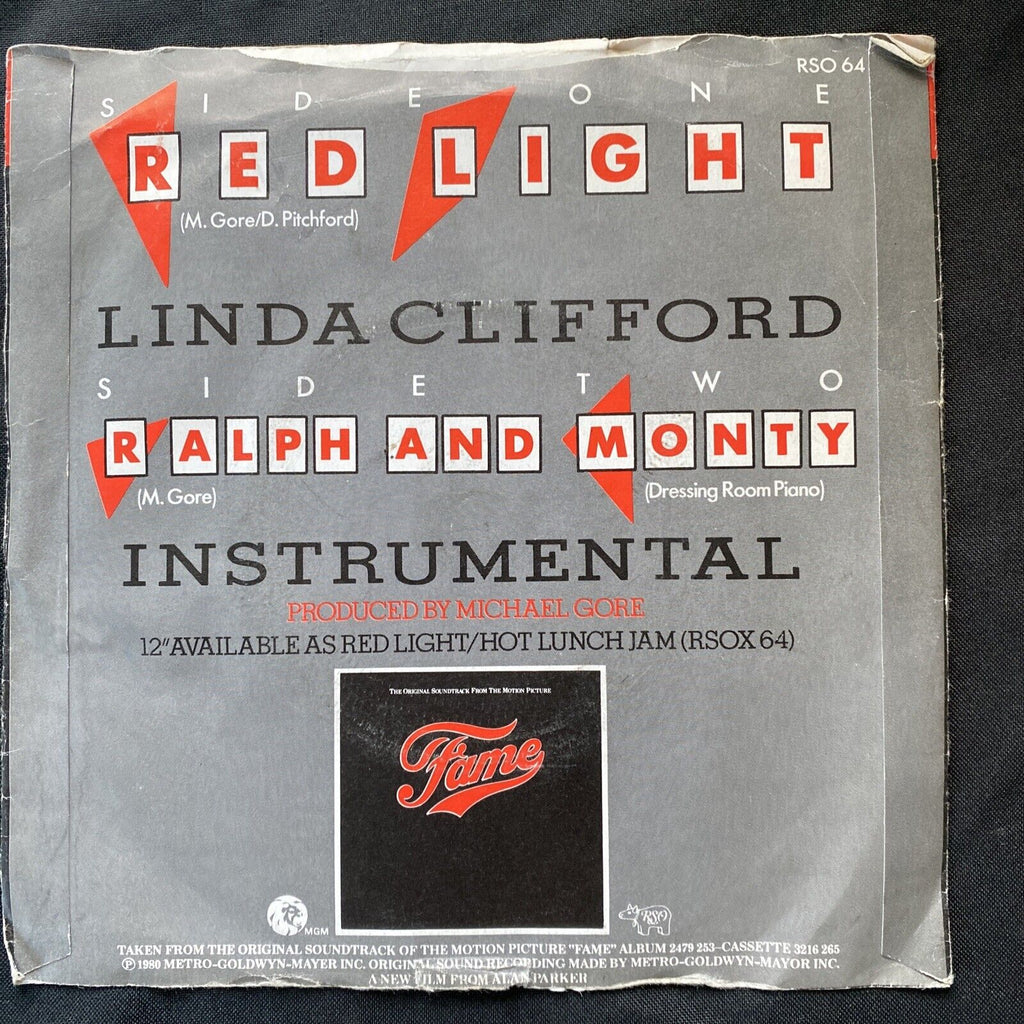 RSO 64
SIDE ONE
RED LIGHT
(M. Gore/D. Pitchford)
LINDA CLIFFORD
SIDE TWO
RALPH AND MONTY
(M. Gore) (Dressing Room Piano)
INSTRUMENTAL
PRODUCED BY MICHAEL GORE
12" AVAILABLE AS RED LIGHT/HOT LUNCH JAM (RSOX 64)
THE ORIGINAL SOUNDTRACK FROM THE MOTION PICTURE
Fame
MGM
RSO
TAKEN FROM THE ORIGINAL SOUNDTRACK OF THE MOTION PICTURE "FAME" ALBUM 2479 253–CASSETTE 3216 265
℗ 1980 METRO-GOLDWYN-MAYER INC. ORIGINAL SOUND RECORDING MADE BY METRO-GOLDWYN-MAYOR INC.
A NEW FILM FROM ALAN PARKER